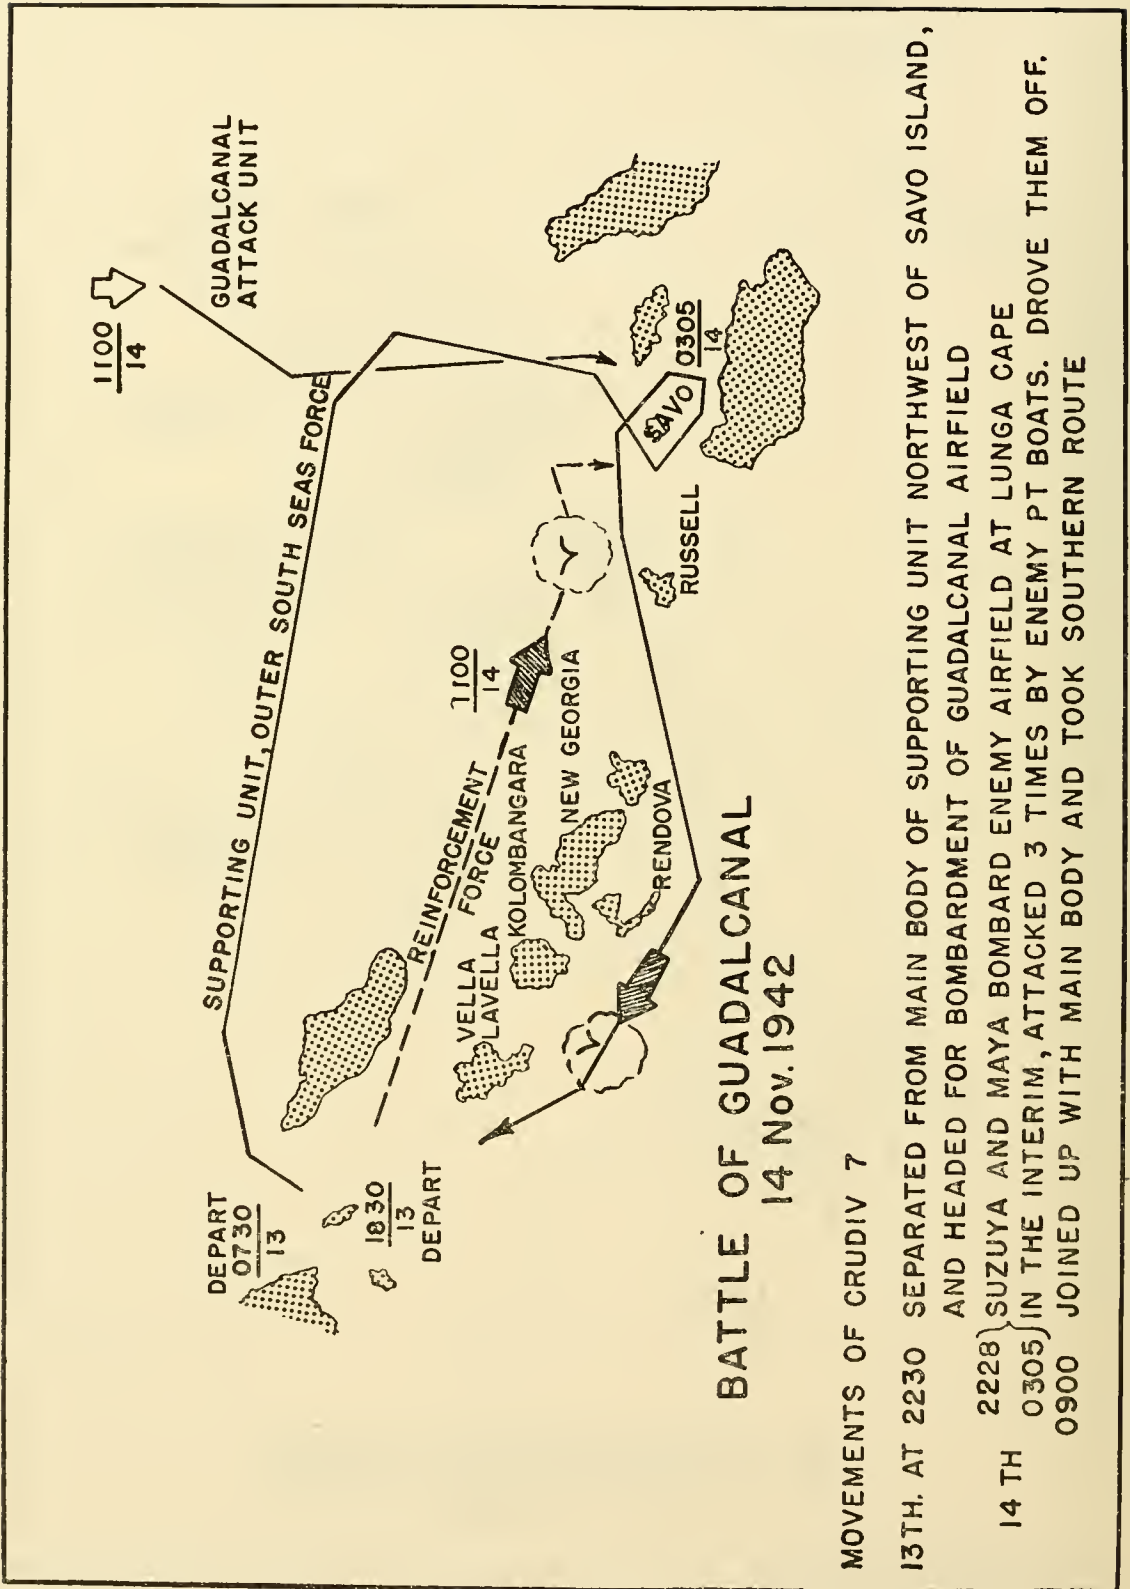 1100
14
GUADALCANAL
ATTACK UNIT
SUPPORTING UNIT, OUTER SOUTH SEAS FORCE
DEPART
0730
13
1830
13
DEPART
REINFORCEMENT
FORCE
1100
14
VELLA
LAVELLA
KOLOMBANGARA
NEW GEORGIA
RENDOVA
RUSSELL
SAVO
0305
14
BATTLE OF GUADALCANAL
14 Nov. 1942
MOVEMENTS OF CRUDIV 7
13TH. AT 2230 SEPARATED FROM MAIN BODY OF SUPPORTING UNIT NORTHWEST OF SAVO ISLAND,
AND HEADED FOR BOMBARDMENT OF GUADALCANAL AIRFIELD
14 TH 2228 } SUZUYA AND MAYA BOMBARD ENEMY AIRFIELD AT LUNGA CAPE
0305 } IN THE INTERIM, ATTACKED 3 TIMES BY ENEMY PT BOATS. DROVE THEM OFF.
0900 JOINED UP WITH MAIN BODY AND TOOK SOUTHERN ROUTE